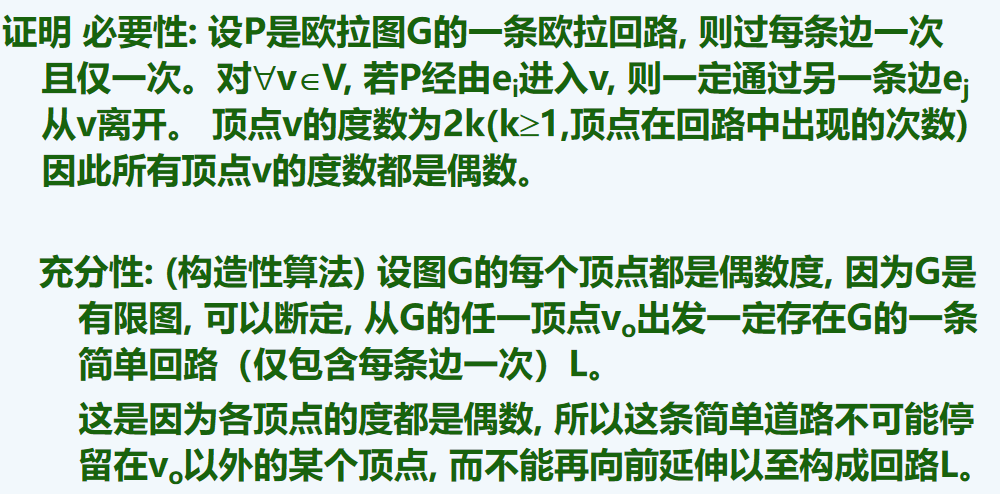 证明 必要性: 设P是欧拉图G的一条欧拉回路, 则过每条边一次
且仅一次。对∀v∈V, 若P经由eᵢ进入v, 则一定通过另一条边eⱼ
从v离开。 顶点v的度数为2k(k≥1,顶点在回路中出现的次数)
因此所有顶点v的度数都是偶数。
充分性: (构造性算法) 设图G的每个顶点都是偶数度, 因为G是
有限图, 可以断定, 从G的任一顶点vₒ出发一定存在G的一条
简单回路（仅包含每条边一次）L。
这是因为各顶点的度都是偶数, 所以这条简单道路不可能停
留在vₒ以外的某个顶点, 而不能再向前延伸以至构成回路L。